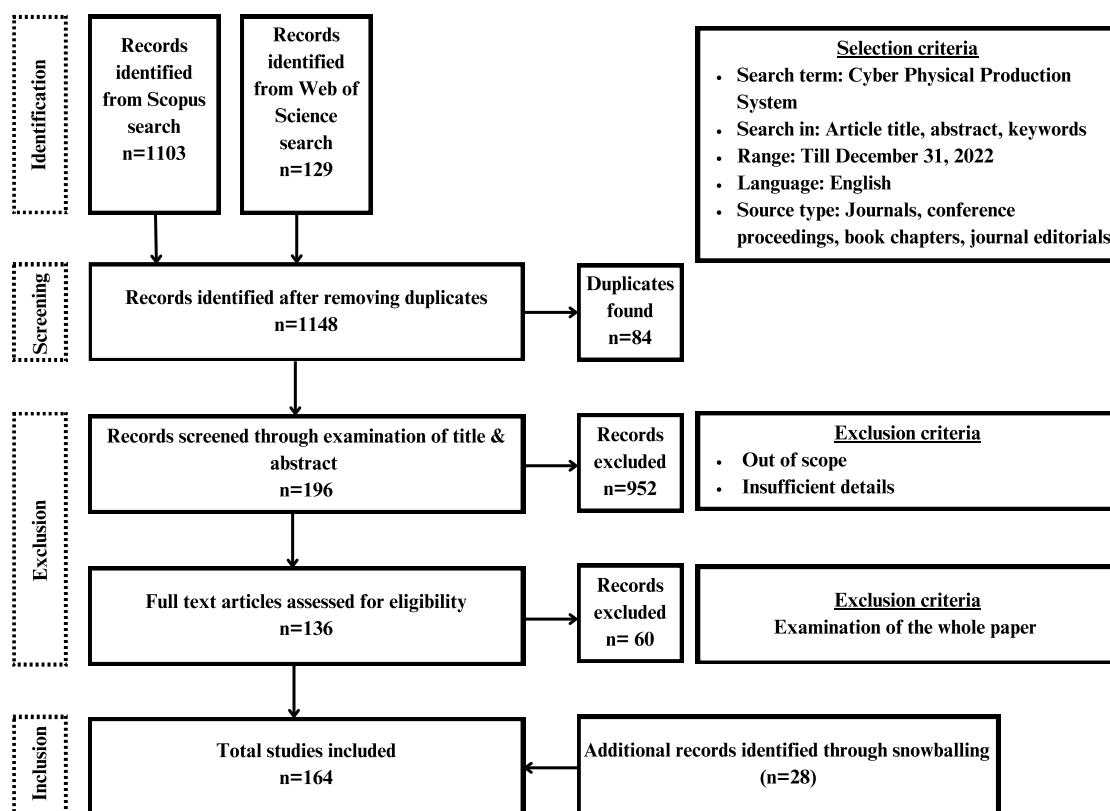 Identification
Records
identified
from Scopus
search
n=1103
Records
identified
from Web of
Science
search
n=129
Selection criteria
• Search term: Cyber Physical Production
System
• Search in: Article title, abstract, keywords
• Range: Till December 31, 2022
• Language: English
• Source type: Journals, conference
proceedings, book chapters, journal editorials
Screening
Records identified after removing duplicates
n=1148
Duplicates
found
n=84
Exclusion
Records screened through examination of title &
abstract
n=196
Records
excluded
n=952
Exclusion criteria
• Out of scope
• Insufficient details
Full text articles assessed for eligibility
n=136
Records
excluded
n= 60
Exclusion criteria
Examination of the whole paper
Inclusion
Total studies included
n=164
Additional records identified through snowballing
(n=28)